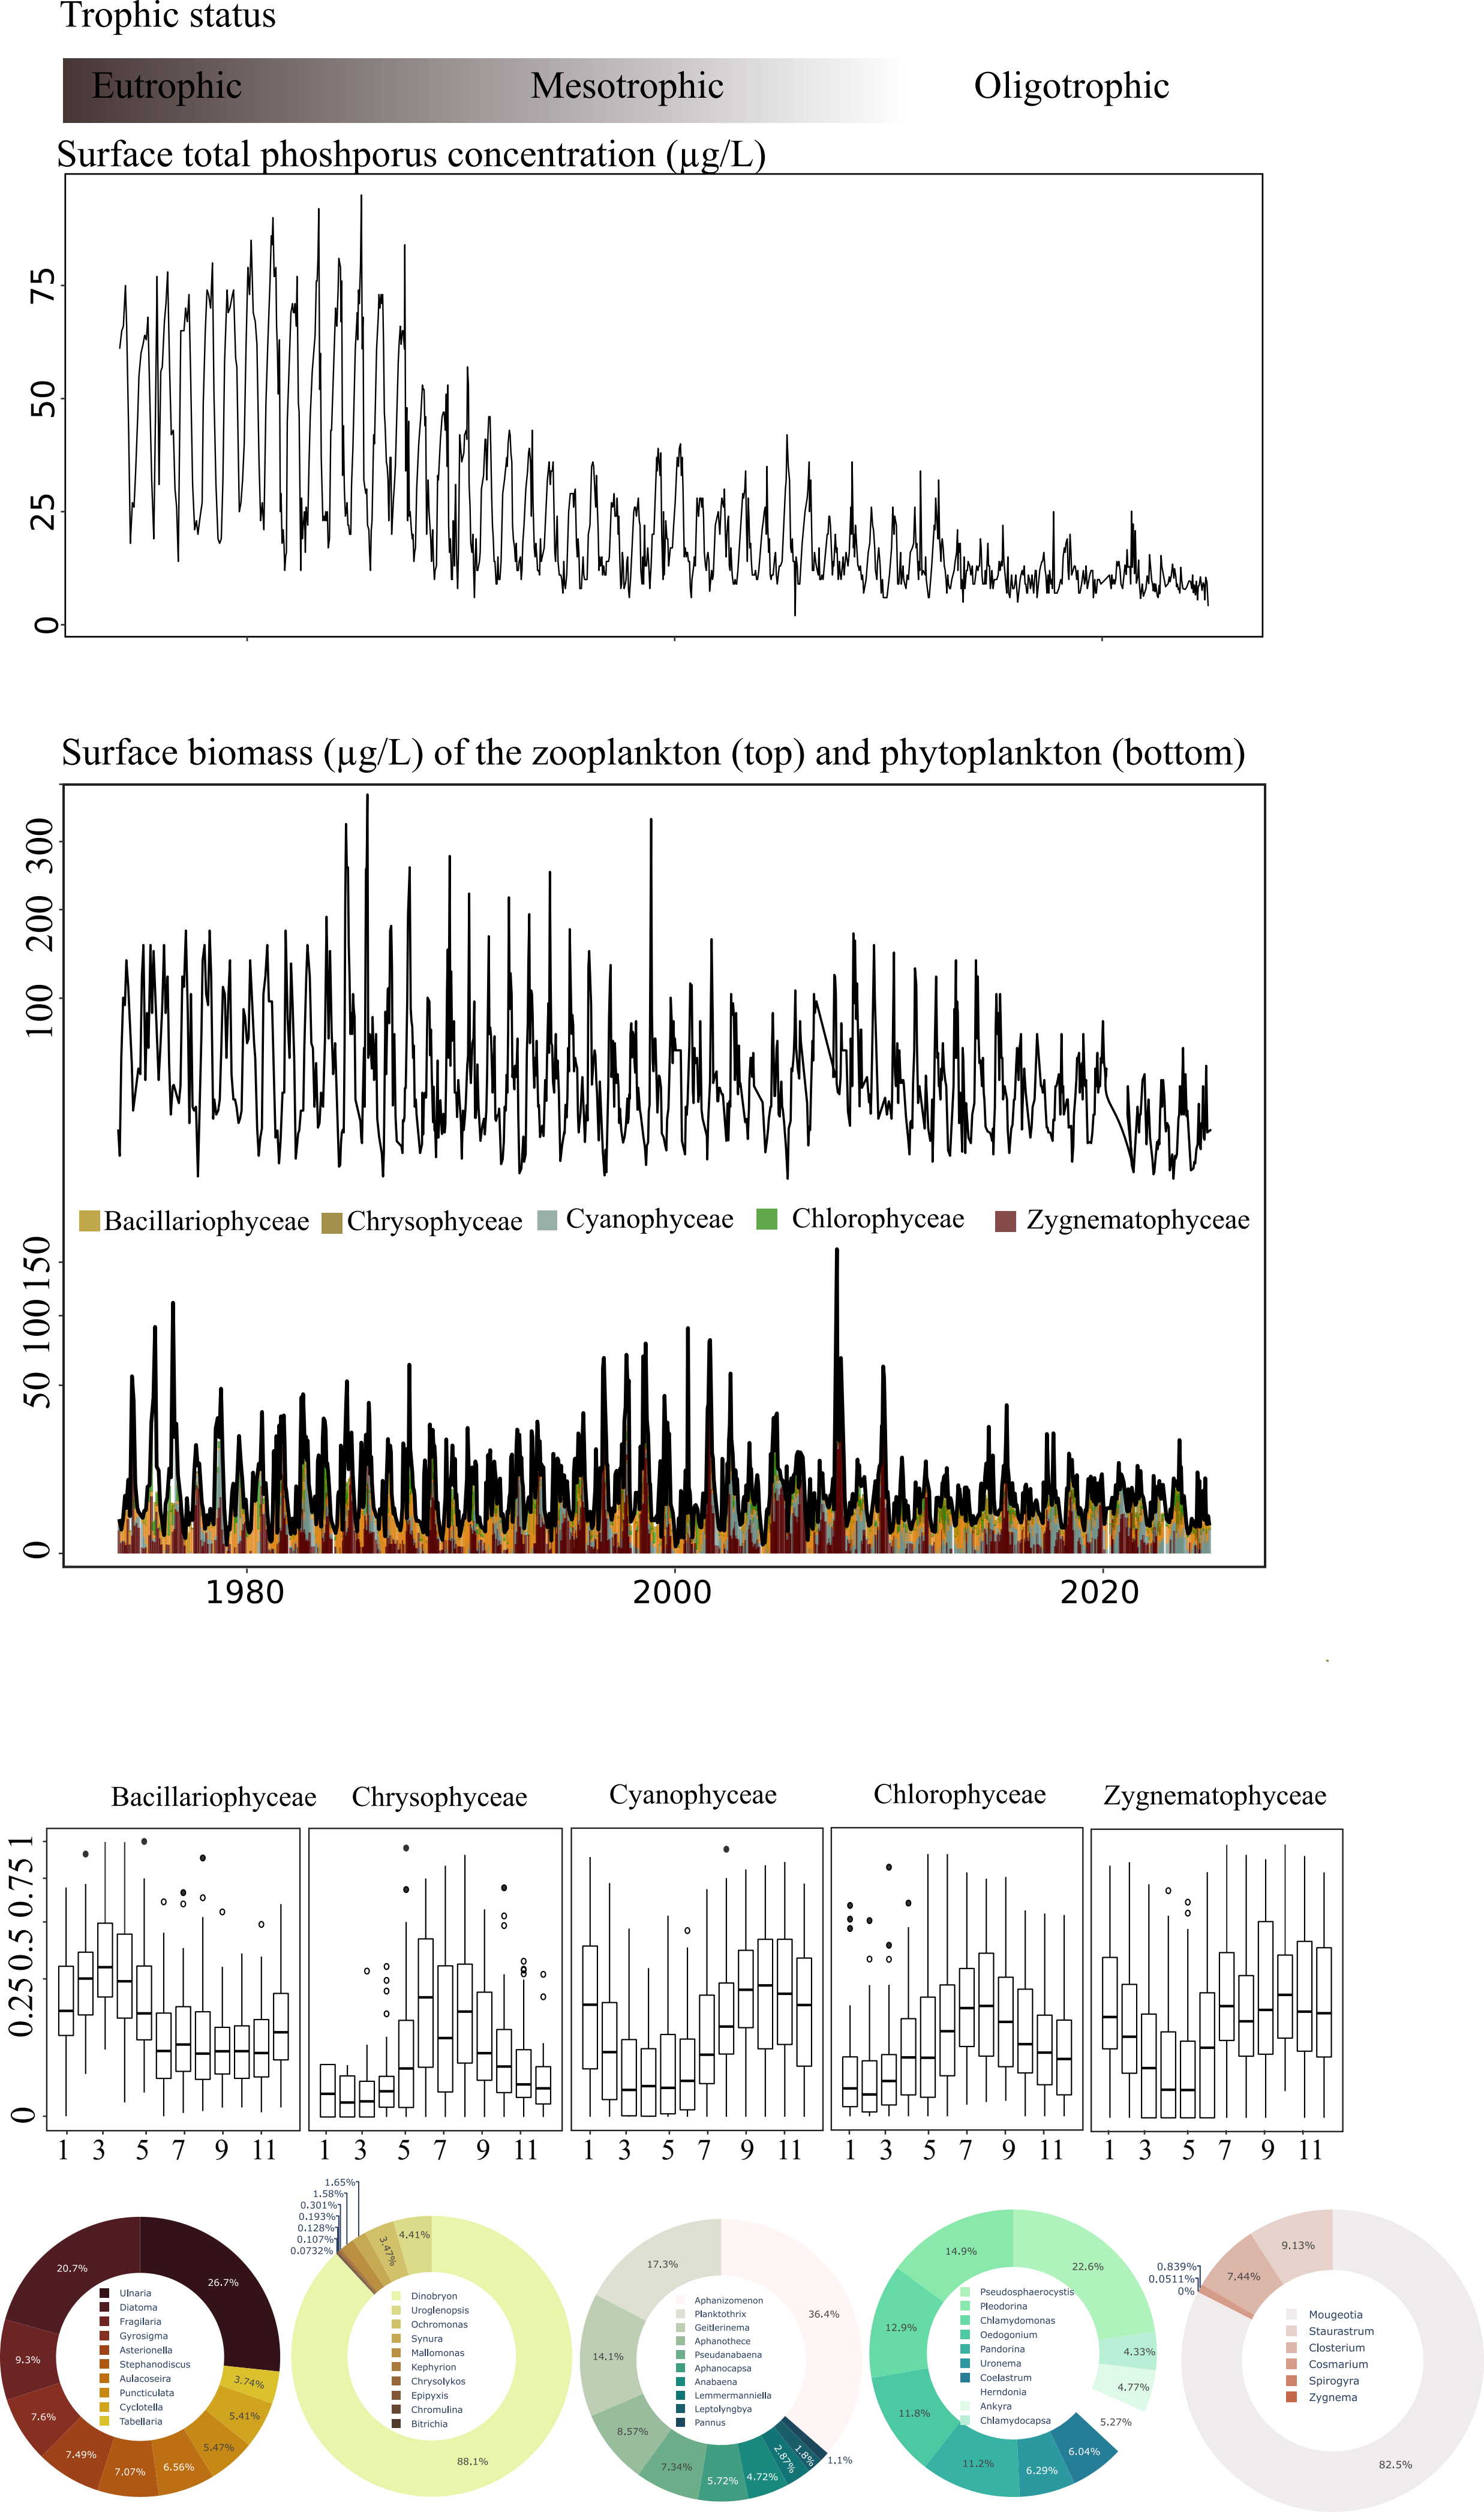 Trophic status
Eutrophic Mesotrophic Oligotrophic
Surface total phoshporus concentration (µg/L)
75
50
25
0
Surface biomass (µg/L) of the zooplankton (top) and phytoplankton (bottom)
300
200
100
Bacillariophyceae Chrysophyceae Cyanophyceae Chlorophyceae Zygnematophyceae
150
100
50
0
1980 2000 2020
Bacillariophyceae Chrysophyceae Cyanophyceae Chlorophyceae Zygnematophyceae
1
0.75
0.5
0.25
0
1 3 5 7 9 11 1 3 5 7 9 11 1 3 5 7 9 11 1 3 5 7 9 11 1 3 5 7 9 11
26.7%
20.7%
9.3%
7.6%
7.49%
7.07%
6.56%
5.47%
5.41%
3.74%
Ulnaria
Diatoma
Fragilaria
Gyrosigma
Asterionella
Stephanodiscus
Aulacoseira
Puncticulata
Cyclotella
Tabellaria
1.65%
1.58%
0.301%
0.193%
0.128%
0.107%
0.0732%
3.47%
4.41%
88.1%
Dinobryon
Uroglenopsis
Ochromonas
Synura
Mallomonas
Kephyrion
Chrysolykos
Epipyxis
Chromulina
Bitrichia
17.3%
36.4%
14.1%
8.57%
7.34%
5.72%
4.72%
2.87%
1.8%
1.1%
Aphanizomenon
Planktothrix
Geitlerinema
Aphanothece
Pseudanabaena
Aphanocapsa
Anabaena
Lemmermanniella
Leptolyngbya
Pannus
14.9%
22.6%
12.9%
11.8%
11.2%
6.29%
6.04%
5.27%
4.77%
4.33%
Pseudosphaerocystis
Pleodorina
Chlamydomonas
Oedogonium
Pandorina
Uronema
Coelastrum
Herndonia
Ankyra
Chlamydocapsa
9.13%
7.44%
0.839%
0.0511%
0%
82.5%
Mougeotia
Staurastrum
Closterium
Cosmarium
Spirogyra
Zygnema